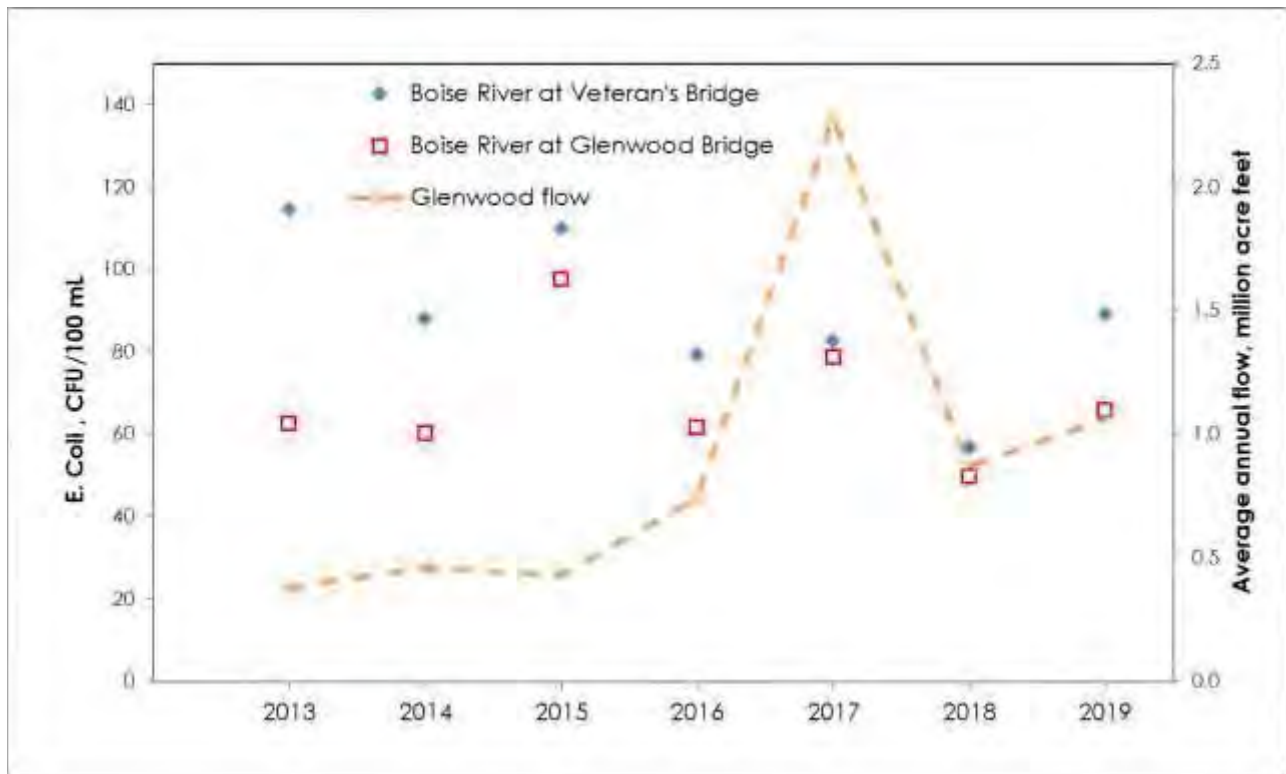 Boise River at Veteran's Bridge
Boise River at Glenwood Bridge
Glenwood flow
E. Coli , CFU/100 mL
140
120
100
80
60
40
20
0
Average annual flow, million acre feet
2.5
2.0
1.5
1.0
0.5
0.0
2013 2014 2015 2016 2017 2018 2019